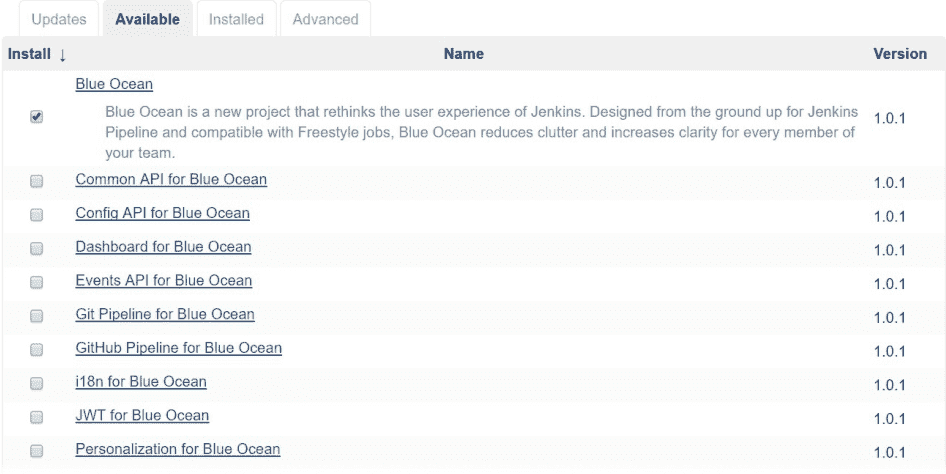 Updates Available Installed Advanced
Install ↓ Name Version
Blue Ocean
Blue Ocean is a new project that rethinks the user experience of Jenkins. Designed from the ground up for Jenkins
Pipeline and compatible with Freestyle jobs, Blue Ocean reduces clutter and increases clarity for every member of
your team.
1.0.1
Common API for Blue Ocean 1.0.1
Config API for Blue Ocean 1.0.1
Dashboard for Blue Ocean 1.0.1
Events API for Blue Ocean 1.0.1
Git Pipeline for Blue Ocean 1.0.1
GitHub Pipeline for Blue Ocean 1.0.1
i18n for Blue Ocean 1.0.1
JWT for Blue Ocean 1.0.1
Personalization for Blue Ocean 1.0.1